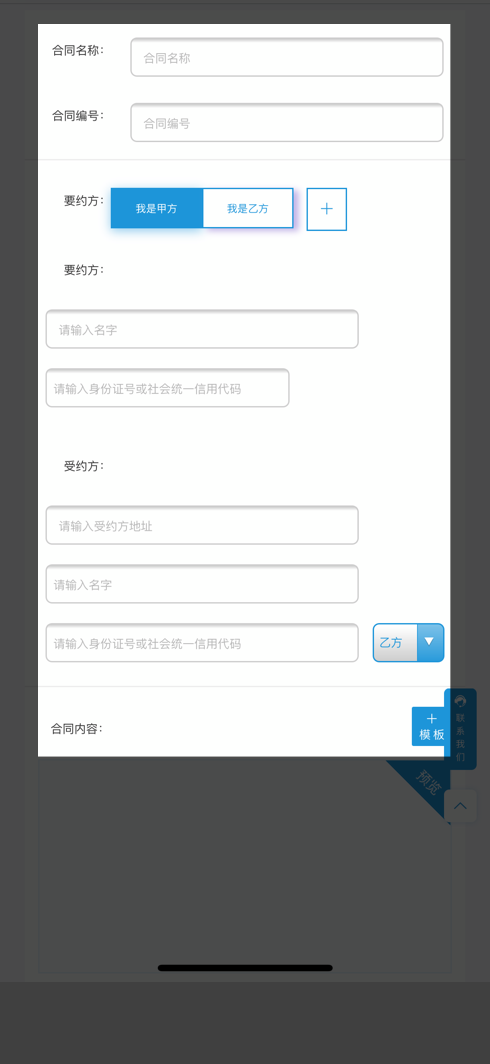 合同名称：
合同名称
合同编号：
合同编号
要约方：
我是甲方
我是乙方
要约方：
请输入名字
请输入身份证号或社会统一信用代码
受约方：
请输入受约方地址
请输入名字
请输入身份证号或社会统一信用代码
乙方
合同内容：
模 板
联
系
我
们
预览